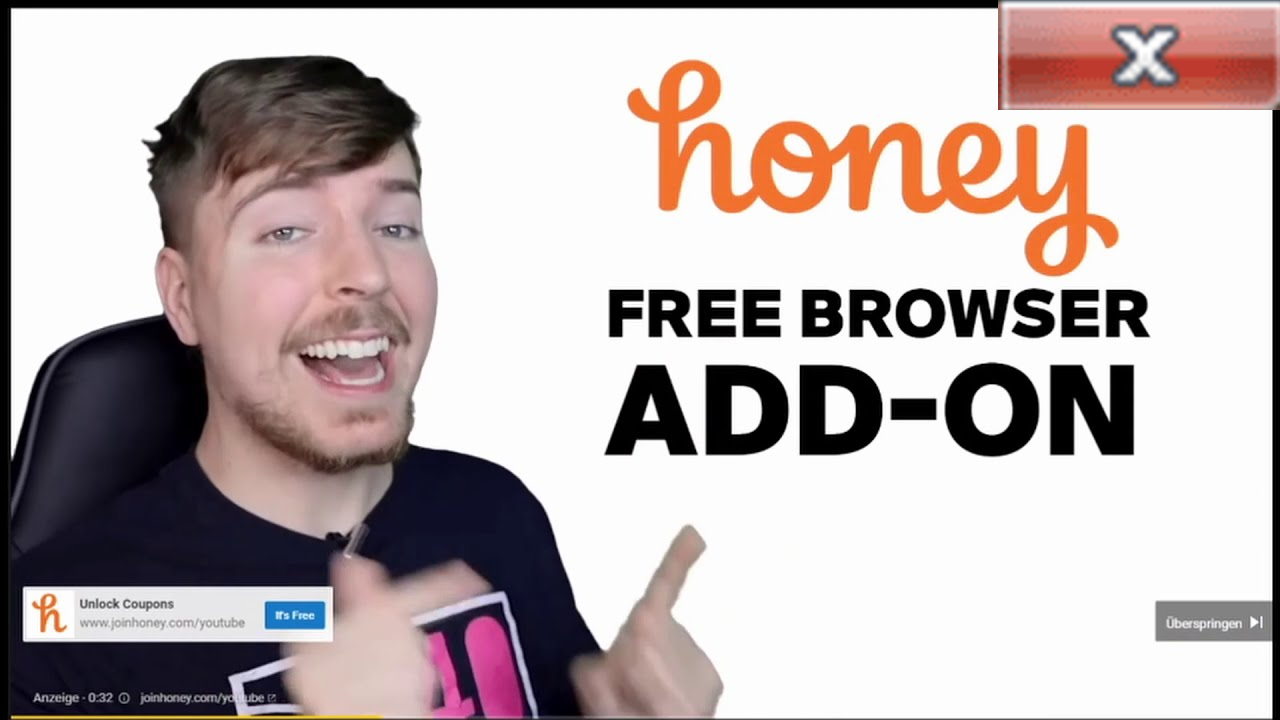 X
honey
FREE BROWSER
ADD-ON
h
Unlock Coupons
www.joinhoney.com/youtube
It's Free
Überspringen
Anzeige · 0:32
joinhoney.com/youtube